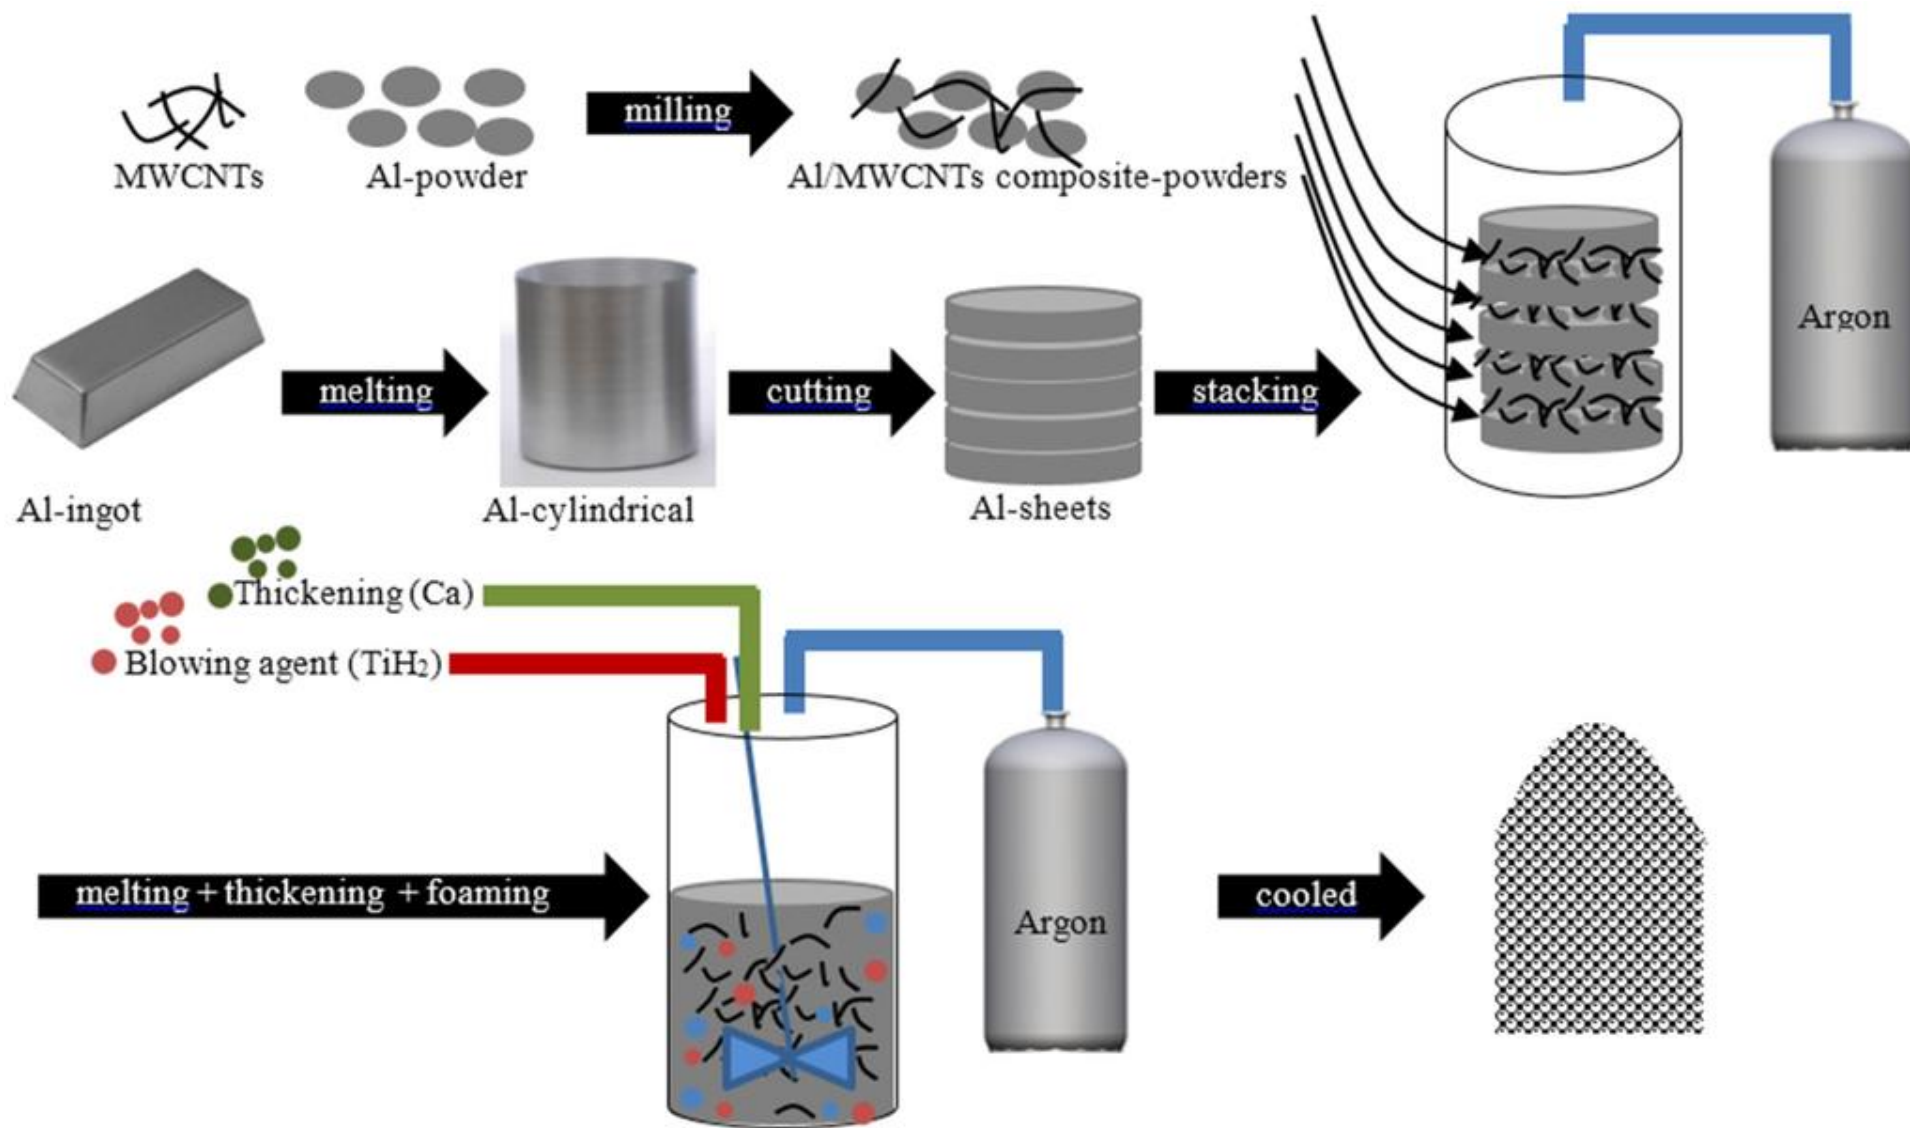 milling
MWCNTs
Al-powder
Al/MWCNTs composite-powders
Argon
melting
cutting
stacking
Al-ingot
Al-cylindrical
Al-sheets
Thickening (Ca)
Blowing agent (TiH₂)
melting + thickening + foaming
Argon
cooled